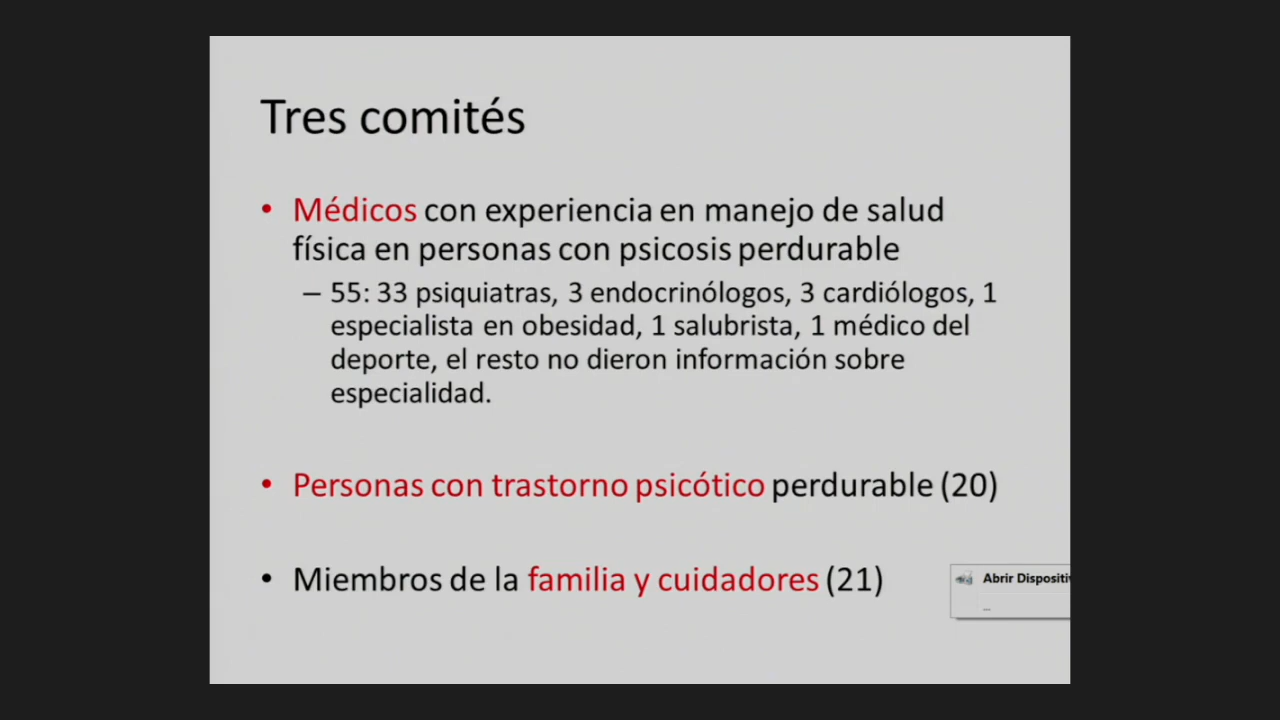 Tres comités
• Médicos con experiencia en manejo de salud
física en personas con psicosis perdurable
– 55: 33 psiquiatras, 3 endocrinólogos, 3 cardiólogos, 1
especialista en obesidad, 1 salubrista, 1 médico del
deporte, el resto no dieron información sobre
especialidad.
• Personas con trastorno psicótico perdurable (20)
• Miembros de la familia y cuidadores (21)
Abrir Dispositiv
...